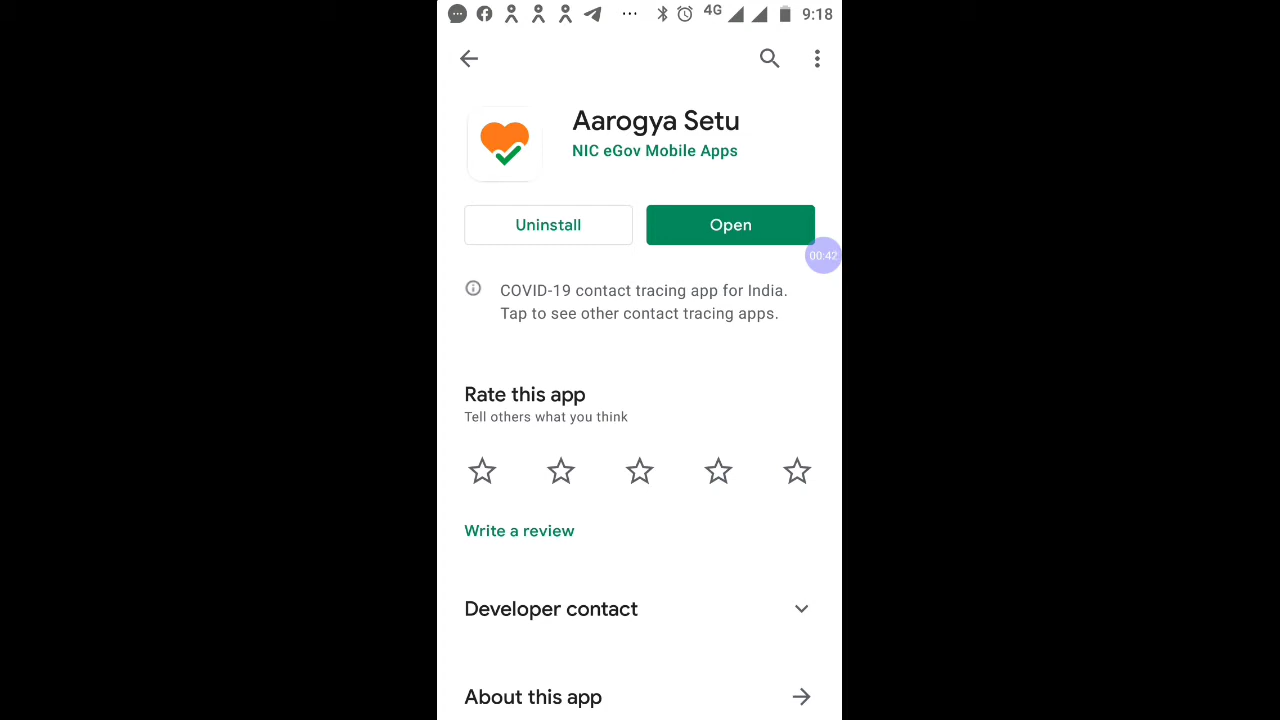 4G 9:18
Aarogya Setu
NIC eGov Mobile Apps
Uninstall
Open
00:42
COVID-19 contact tracing app for India.
Tap to see other contact tracing apps.
Rate this app
Tell others what you think
Write a review
Developer contact
About this app